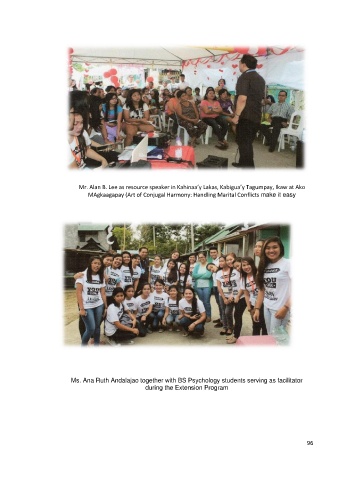 Mr. Alan B. Lee as resource speaker in Kahinaa'y Lakas, Kabigua'y Tagumpay, Ikaw at Ako
MAgkaagapay (Art of Conjugal Harmony: Handling Marital Conflicts make it easy
Ms. Ana Ruth Andalajao together with BS Psychology students serving as facilitator
during the Extension Program
96